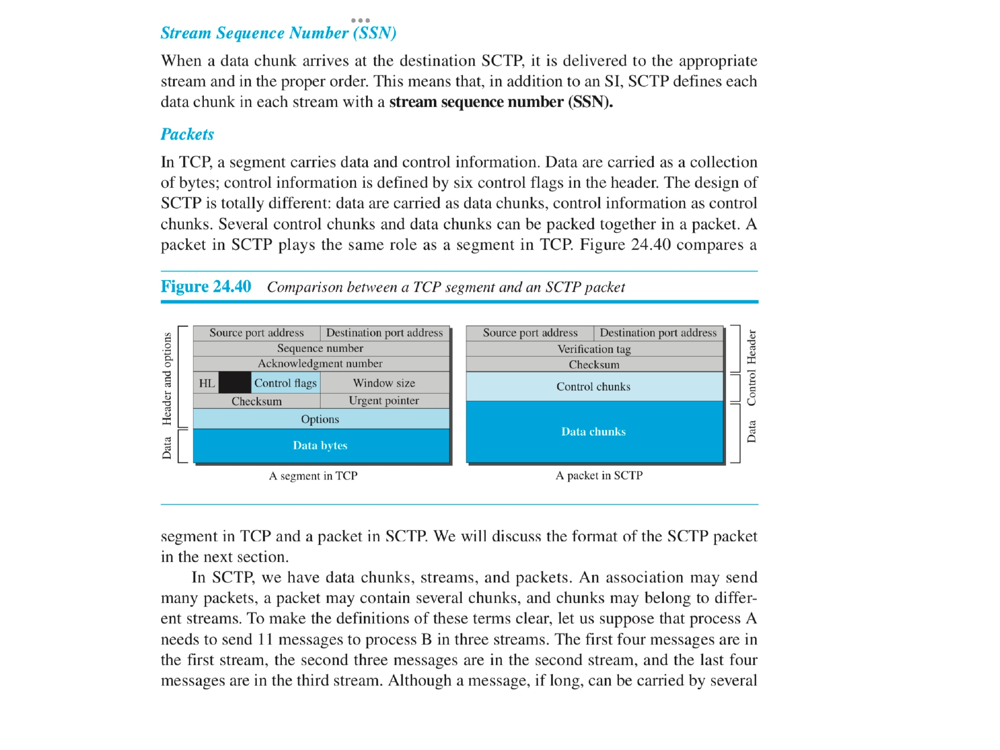 Stream Sequence Number (SSN)
When a data chunk arrives at the destination SCTP, it is delivered to the appropriate
stream and in the proper order. This means that, in addition to an SI, SCTP defines each
data chunk in each stream with a stream sequence number (SSN).
Packets
In TCP, a segment carries data and control information. Data are carried as a collection
of bytes; control information is defined by six control flags in the header. The design of
SCTP is totally different: data are carried as data chunks, control information as control
chunks. Several control chunks and data chunks can be packed together in a packet. A
packet in SCTP plays the same role as a segment in TCP. Figure 24.40 compares a
Figure 24.40 Comparison between a TCP segment and an SCTP packet
Header and options
Data
Source port address Destination port address
Sequence number
Acknowledgment number
HL Control flags Window size
Checksum Urgent pointer
Options
Data bytes
A segment in TCP
Source port address Destination port address
Verification tag
Checksum
Control chunks
Data chunks
A packet in SCTP
Header
Control
Data
segment in TCP and a packet in SCTP. We will discuss the format of the SCTP packet
in the next section.
In SCTP, we have data chunks, streams, and packets. An association may send
many packets, a packet may contain several chunks, and chunks may belong to differ-
ent streams. To make the definitions of these terms clear, let us suppose that process A
needs to send 11 messages to process B in three streams. The first four messages are in
the first stream, the second three messages are in the second stream, and the last four
messages are in the third stream. Although a message, if long, can be carried by several